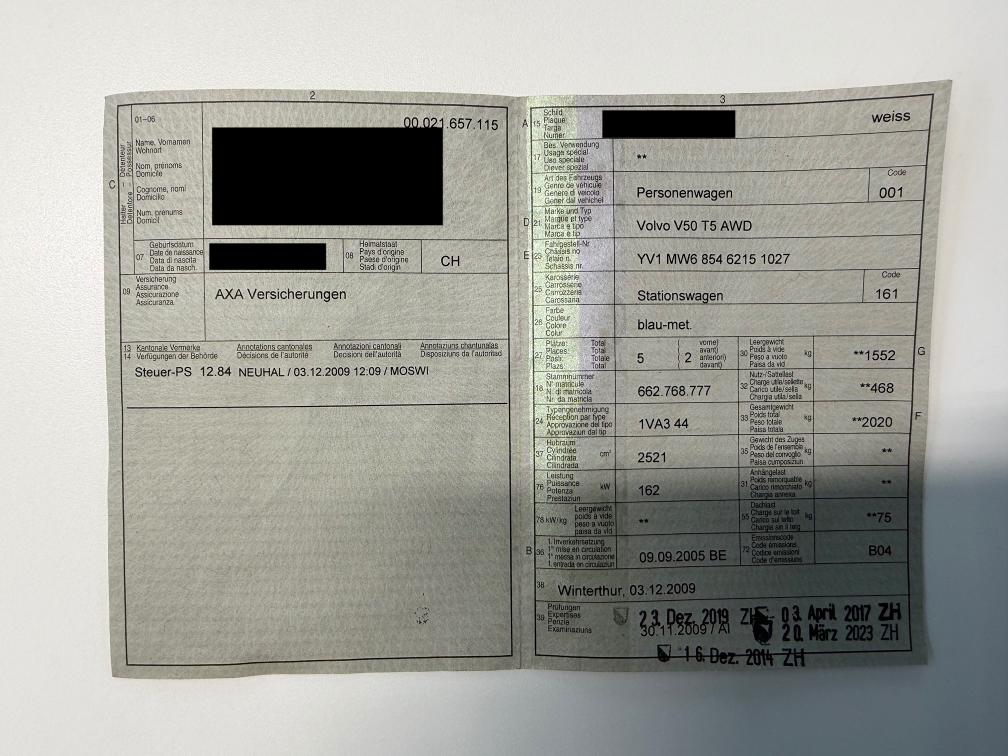 2
01-06
00.021.657.115
Name, Vornamen
Wohnort
Nom, prénoms
Domicile
Cognome, nomi
Domicilio
Num, prenums
Domicil
C
Halter Détenteur
Detentore Possessur
07
Geburtsdatum
Date de naissance
Data di nascita
Data da nasch.
08
Heimatstaat
Pays d'origine
Paese d'origine
Stadi d'origin
CH
09
Versicherung
Assurance
Assicurazione
Assicuranza
AXA Versicherungen
13 Kantonale Vermerke Annotations cantonales Annotazioni cantonali Annotaziuns chantunalas
14 Verfügungen der Behörde Décisions de l'autorité Decisioni dell'autorità Disposiziuns da l'autoritad
Steuer-PS 12.84 NEUHAL / 03.12.2009 12:09 / MOSWI
3
A 15
Schild
Plaque
Targa
Numer
weiss
17
Bes. Verwendung
Usage spécial
Uso speciale
Diever spezial
**
19
Art des Fahrzeugs
Genre de véhicule
Genere di veicolo
Gener dal vehichel
Personenwagen
Code
001
D 21
Marke und Typ
Marque et type
Marca e tipo
Marca e tip
Volvo V50 T5 AWD
E 23
Fahrgestell-Nr
Châssis no
Telaio n.
Schassis nr.
YV1 MW6 854 6215 1027
25
Karosserie
Carrosserie
Carrozzeria
Carossaria
Stationswagen
Code
161
26
Farbe
Couleur
Colore
Colur
blau-met.
27
Plätze: Total
Places: Total
Posti: Totale
Plazs: Total
5
( 2
vorne)
avant)
anteriori)
davant)
30
Leergewicht
Poids à vide
Peso a vuoto
Paisa da vid
kg
**1552
G
18
Stammnummer
N° matricule
N. di matricola
Nr. da matricla
662.768.777
32
Nutz-/Sattellast
Charge utile/sellette
Carico utile/sella
Chargia utila/sella
kg
**468
24
Typengenehmigung
Réception par type
Approvazione del tipo
Approvaziun dal tip
1VA3 44
33
Gesamtgewicht
Poids total
Peso totale
Paisa totala
kg
**2020
F
37
Hubraum
Cylindrée
Cilindrata
Cilindrada
cm³
2521
35
Gewicht des Zuges
Poids de l'ensemble
Peso del convoglio
Paisa cumposiziun
kg
**
76
Leistung
Puissance
Potenza
Prestaziun
kW
162
31
Anhängelast
Poids remorquable
Carico rimorchiato
Chargia annexa
kg
**
78 kW/kg
Leergewicht
poids à vide
peso a vuoto
paisa da vid
**
55
Dachlast
Charge sur le toit
Carico sul tetto
Chargia sin il tetg
kg
**75
B 36
1. Inverkehrsetzung
1ʳᵉ mise en circulation
1ª messa in circolazione
1. entrada en circulaziun
09.09.2005 BE
72
Emissionscode
Code émissions
Codice emissioni
Code d'emissiuns
B04
38
Winterthur, 03.12.2009
39
Prüfungen
Expertises
Perizie
Examinaziuns
23. Dez. 2019 ZH
03. April 2017 ZH
30.11.2009 / AI
20. März 2023 ZH
16. Dez. 2014 ZH